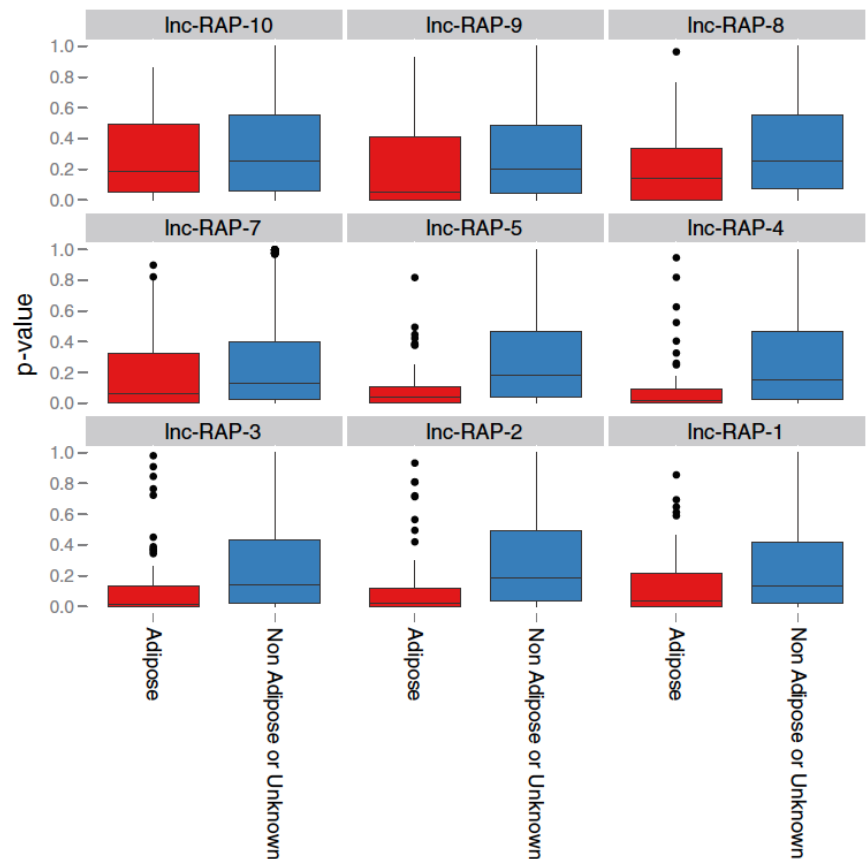 lnc-RAP-10 lnc-RAP-9 lnc-RAP-8
1.0
0.8
0.6
0.4
0.2
0.0
lnc-RAP-7 lnc-RAP-5 lnc-RAP-4
1.0
0.8
0.6
0.4
0.2
0.0
p-value
lnc-RAP-3 lnc-RAP-2 lnc-RAP-1
1.0
0.8
0.6
0.4
0.2
0.0
Adipose
Non Adipose or Unknown
Adipose
Non Adipose or Unknown
Adipose
Non Adipose or Unknown